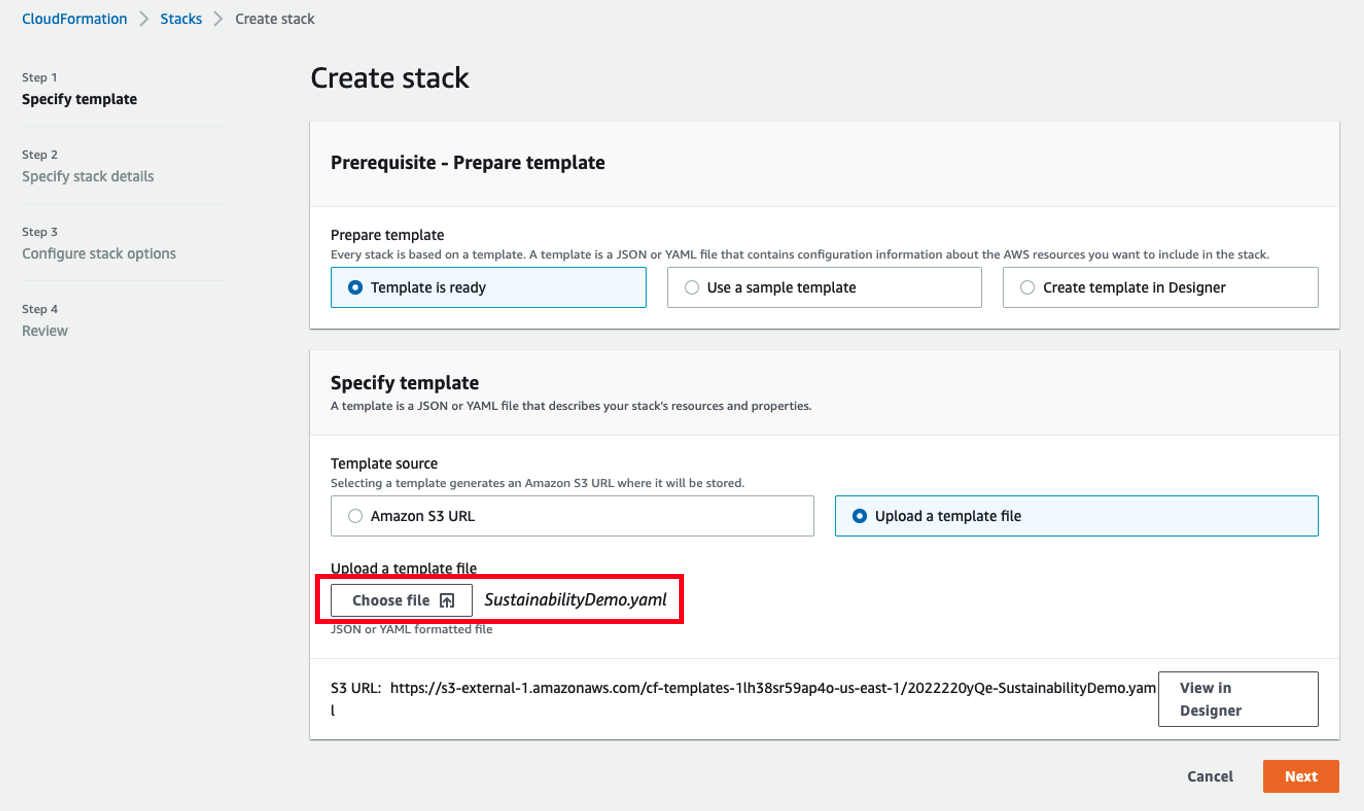 CloudFormation > Stacks > Create stack
Step 1
Specify template
Step 2
Specify stack details
Step 3
Configure stack options
Step 4
Review
Create stack
Prerequisite - Prepare template
Prepare template
Every stack is based on a template. A template is a JSON or YAML file that contains configuration information about the AWS resources you want to include in the stack.
Template is ready
Use a sample template
Create template in Designer
Specify template
A template is a JSON or YAML file that describes your stack's resources and properties.
Template source
Selecting a template generates an Amazon S3 URL where it will be stored.
Amazon S3 URL
Upload a template file
Upload a template file
Choose file SustainabilityDemo.yaml
JSON or YAML formatted file
S3 URL: https://s3-external-1.amazonaws.com/cf-templates-1lh38sr59ap4o-us-east-1/2022220yQe-SustainabilityDemo.yam
l
View in
Designer
Cancel
Next